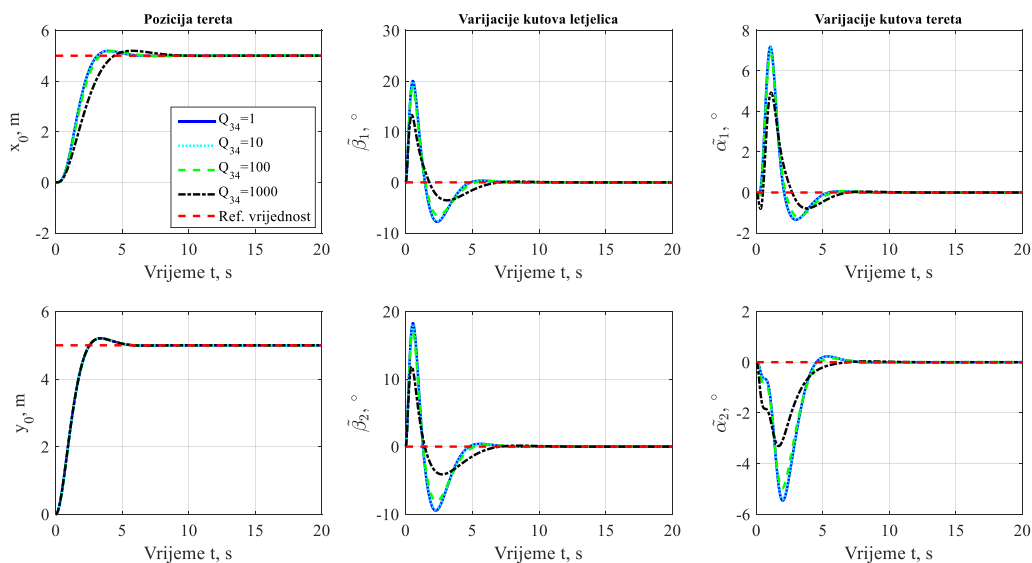 Pozicija tereta
x0, m
6
4
2
0
-2
0 5 10 15 20
Vrijeme t, s
Q34=1
Q34=10
Q34=100
Q34=1000
Ref. vrijednost
Varijacije kutova letjelica
β̃1, °
30
20
10
0
-10
0 5 10 15 20
Vrijeme t, s
Varijacije kutova tereta
α̃1, °
8
6
4
2
0
-2
0 5 10 15 20
Vrijeme t, s
y0, m
6
4
2
0
0 5 10 15 20
Vrijeme t, s
β̃2, °
20
10
0
-10
0 5 10 15 20
Vrijeme t, s
α̃2, °
2
0
-2
-4
-6
0 5 10 15 20
Vrijeme t, s